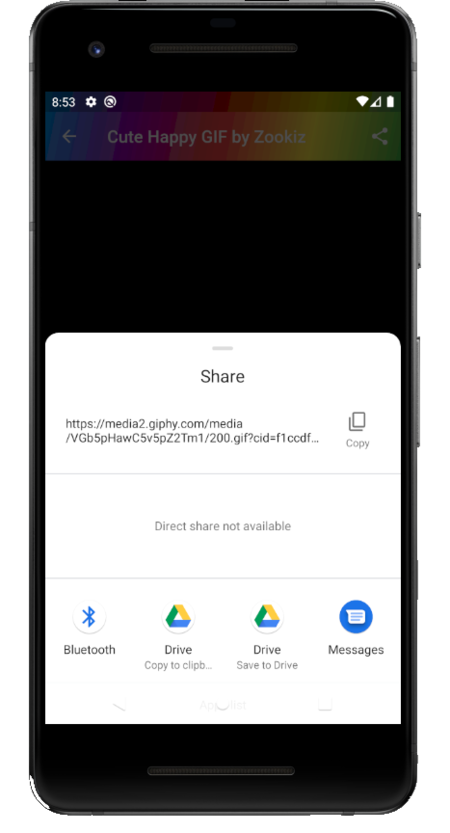 8:53
Cute Happy GIF by Zookiz
Share
https://media2.giphy.com/media
/VGb5pHawC5v5pZ2Tm1/200.gif?cid=f1ccdf...
Copy
Direct share not available
Bluetooth
Drive
Copy to clipb...
Drive
Save to Drive
Messages
Apps list